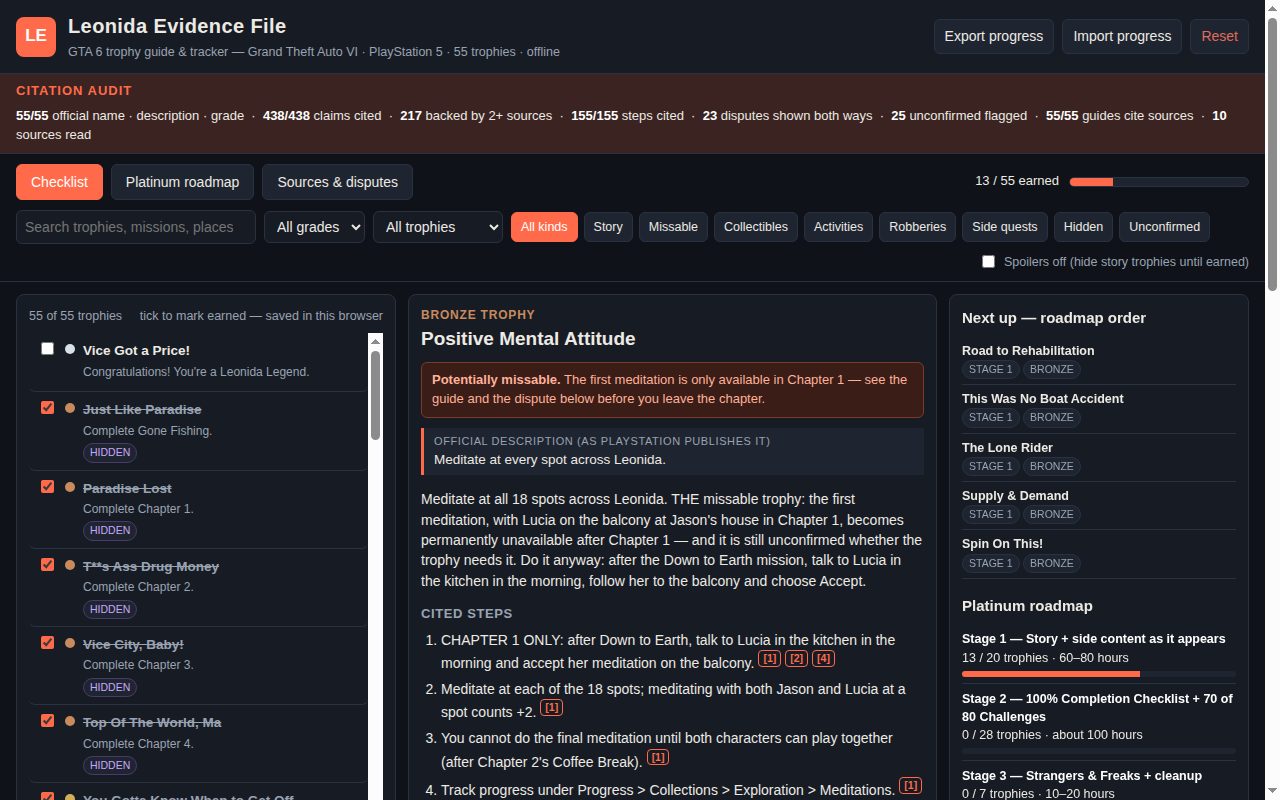 LE
Leonida Evidence File
GTA 6 trophy guide & tracker — Grand Theft Auto VI · PlayStation 5 · 55 trophies · offline
Export progress
Import progress
Reset
CITATION AUDIT
55/55 official name · description · grade · 438/438 claims cited · 217 backed by 2+ sources · 155/155 steps cited · 23 disputes shown both ways · 25 unconfirmed flagged · 55/55 guides cite sources · 10
sources read
Checklist
Platinum roadmap
Sources & disputes
13 / 55 earned
Search trophies, missions, places
All grades
All trophies
All kinds
Story
Missable
Collectibles
Activities
Robberies
Side quests
Hidden
Unconfirmed
Spoilers off (hide story trophies until earned)
55 of 55 trophies
tick to mark earned — saved in this browser
Vice Got a Price!
Congratulations! You're a Leonida Legend.
Just Like Paradise
Complete Gone Fishing.
HIDDEN
Paradise Lost
Complete Chapter 1.
HIDDEN
T**s Ass Drug Money
Complete Chapter 2.
HIDDEN
Vice City, Baby!
Complete Chapter 3.
HIDDEN
Top Of The World, Ma
Complete Chapter 4.
HIDDEN
You Gotta Know When to Get Off
BRONZE TROPHY
Positive Mental Attitude
Potentially missable. The first meditation is only available in Chapter 1 — see the
guide and the dispute below before you leave the chapter.
OFFICIAL DESCRIPTION (AS PLAYSTATION PUBLISHES IT)
Meditate at every spot across Leonida.
Meditate at all 18 spots across Leonida. THE missable trophy: the first
meditation, with Lucia on the balcony at Jason's house in Chapter 1, becomes
permanently unavailable after Chapter 1 — and it is still unconfirmed whether the
trophy needs it. Do it anyway: after the Down to Earth mission, talk to Lucia in
the kitchen in the morning, follow her to the balcony and choose Accept.
CITED STEPS
1. CHAPTER 1 ONLY: after Down to Earth, talk to Lucia in the kitchen in the
morning and accept her meditation on the balcony. [1] [2] [4]
2. Meditate at each of the 18 spots; meditating with both Jason and Lucia at a
spot counts +2. [1]
3. You cannot do the final meditation until both characters can play together
(after Chapter 2's Coffee Break). [1]
4. Track progress under Progress > Collections > Exploration > Meditations. [1]
Next up — roadmap order
Road to Rehabilitation
STAGE 1 BRONZE
This Was No Boat Accident
STAGE 1 BRONZE
The Lone Rider
STAGE 1 BRONZE
Supply & Demand
STAGE 1 BRONZE
Spin On This!
STAGE 1 BRONZE
Platinum roadmap
Stage 1 — Story + side content as it appears
13 / 20 trophies · 60–80 hours
Stage 2 — 100% Completion Checklist + 70 of
80 Challenges
0 / 28 trophies · about 100 hours
Stage 3 — Strangers & Freaks + cleanup
0 / 7 trophies · 10–20 hours